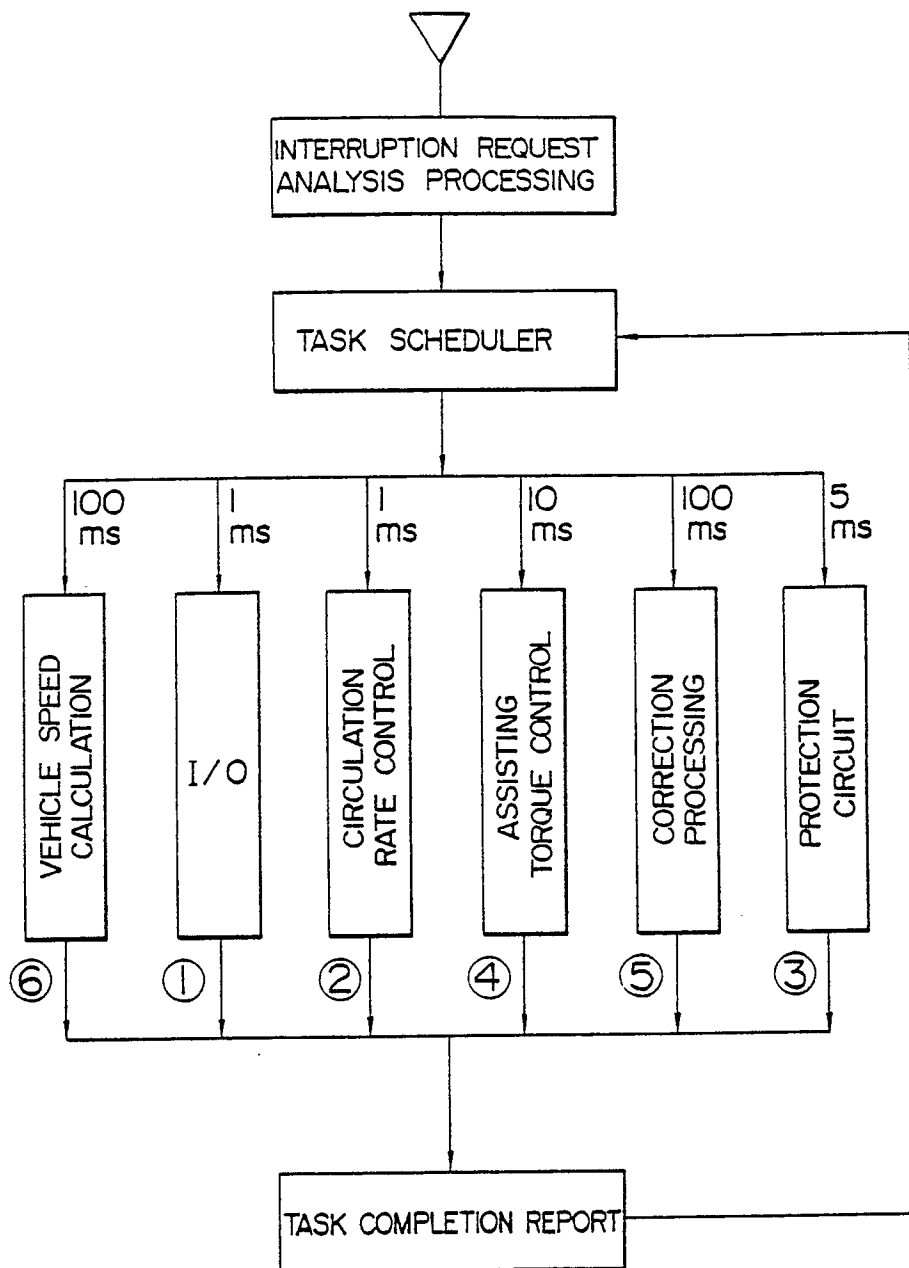 INTERRUPTION REQUEST
ANALYSIS PROCESSING
TASK SCHEDULER
100
ms
1
ms
1
ms
10
ms
100
ms
5
ms
VEHICLE SPEED
CALCULATION
I/O
CIRCULATION
RATE CONTROL
ASSISTING
TORQUE CONTROL
CORRECTION
PROCESSING
PROTECTION
CIRCUIT
⑥
①
②
④
⑤
③
TASK COMPLETION REPORT